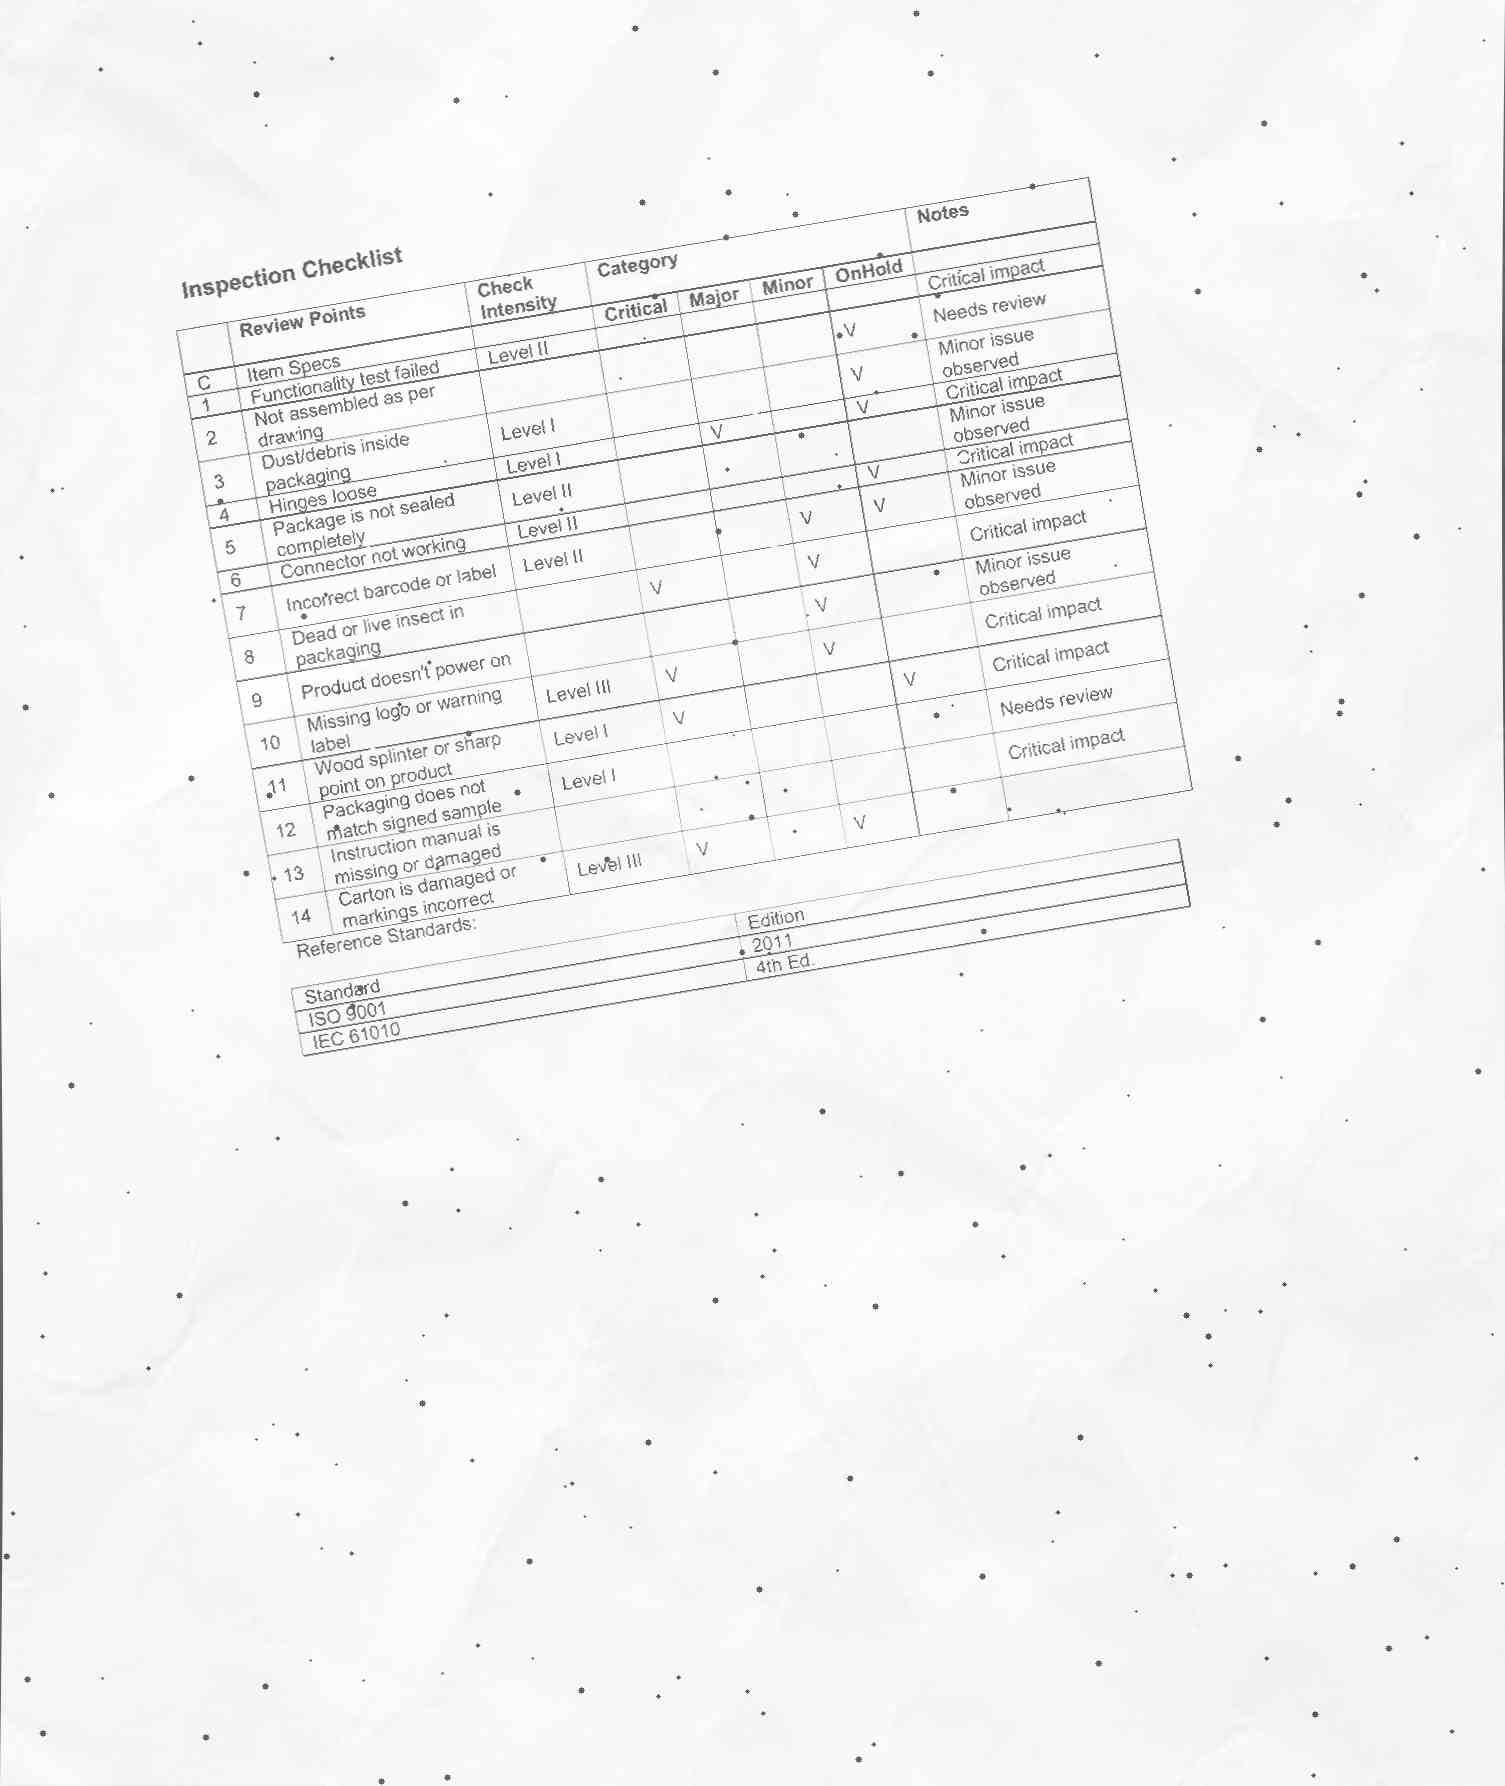 Inspection Checklist
Review Points Check Intensity Category Notes
Critical Major Minor OnHold
C Item Specs
1 Functionality test failed Level II Critical impact
2 Not assembled as per drawing V Needs review
3 Dust/debris inside packaging Level I V Minor issue observed
4 Hinges loose Level I V V Critical impact
5 Package is not sealed completely Level II Minor issue observed
6 Connector not working Level II V Critical impact
7 Incorrect barcode or label Level II V V Minor issue observed
8 Dead or live insect in packaging V V Critical impact
9 Product doesn't power on V Minor issue observed
10 Missing logo or warning label Level III V V Critical impact
11 Wood splinter or sharp point on product Level I V V Critical impact
12 Packaging does not match signed sample Level I Needs review
13 Instruction manual is missing or damaged Critical impact
14 Carton is damaged or markings incorrect Level III V V
Reference Standards:
Standard Edition
ISO 9001 2011
IEC 61010 4th Ed.